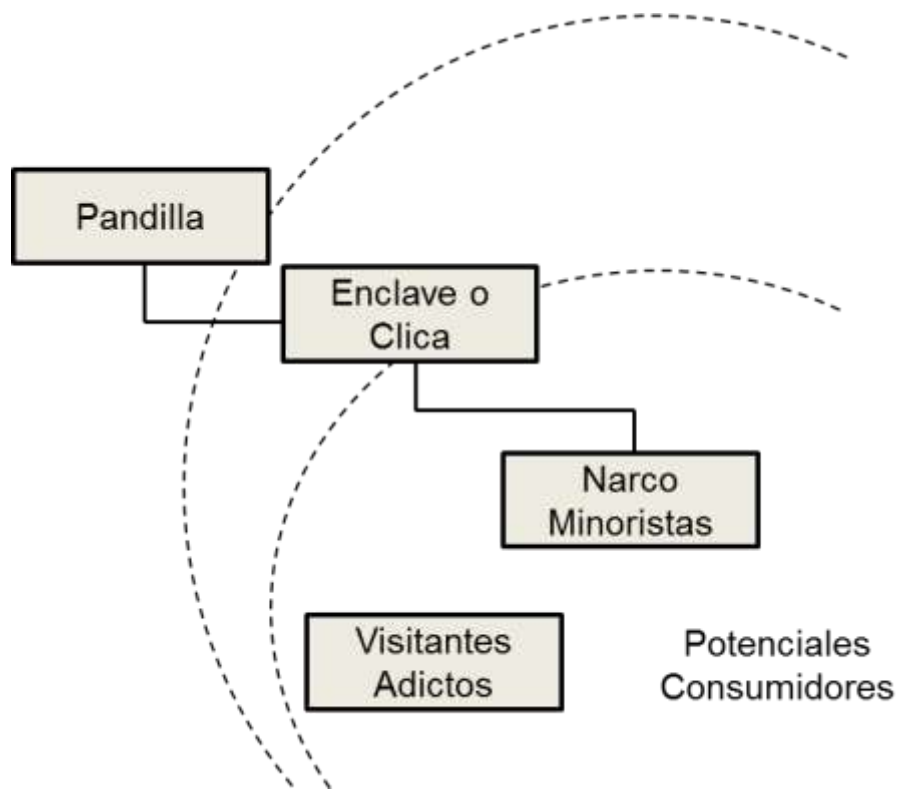 Pandilla
Enclave o
Clica
Narco
Minoristas
Visitantes
Adictos
Potenciales
Consumidores